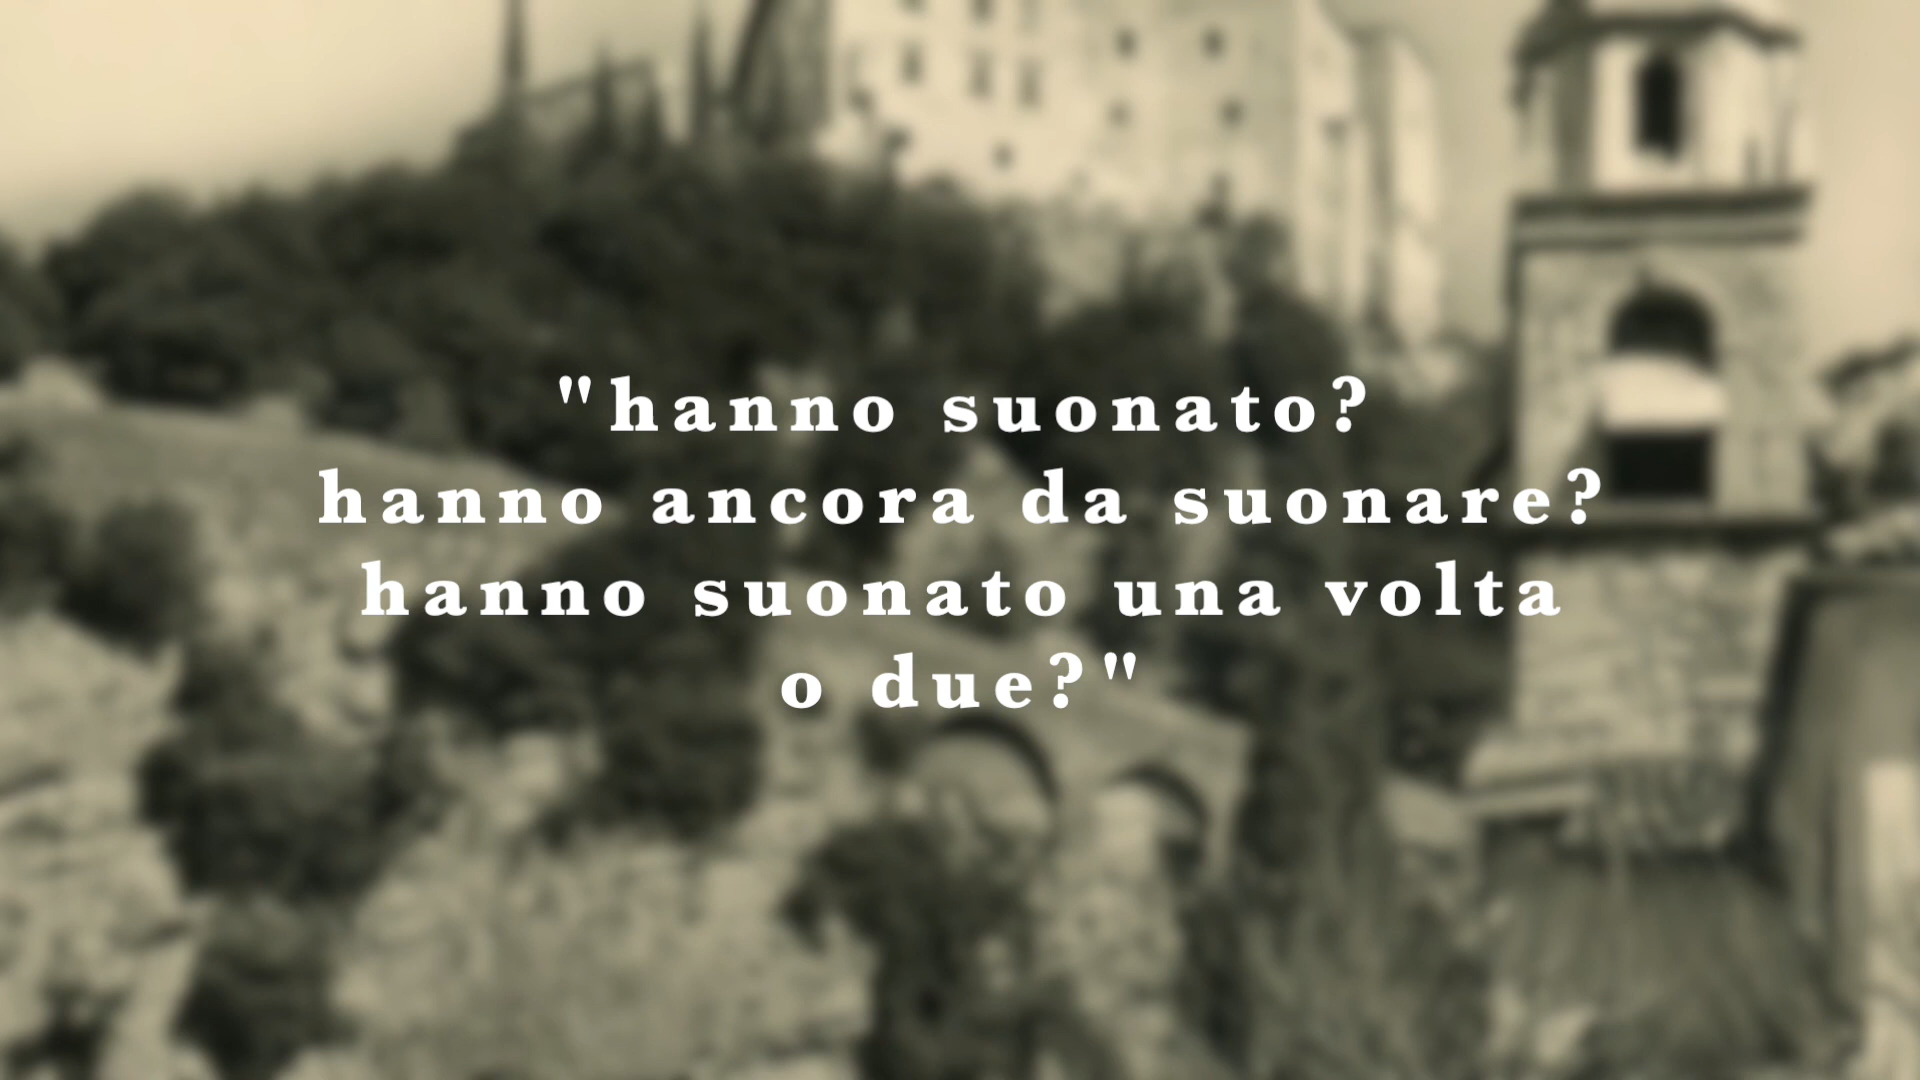 "hanno suonato?
hanno ancora da suonare?
hanno suonato una volta
o due?"